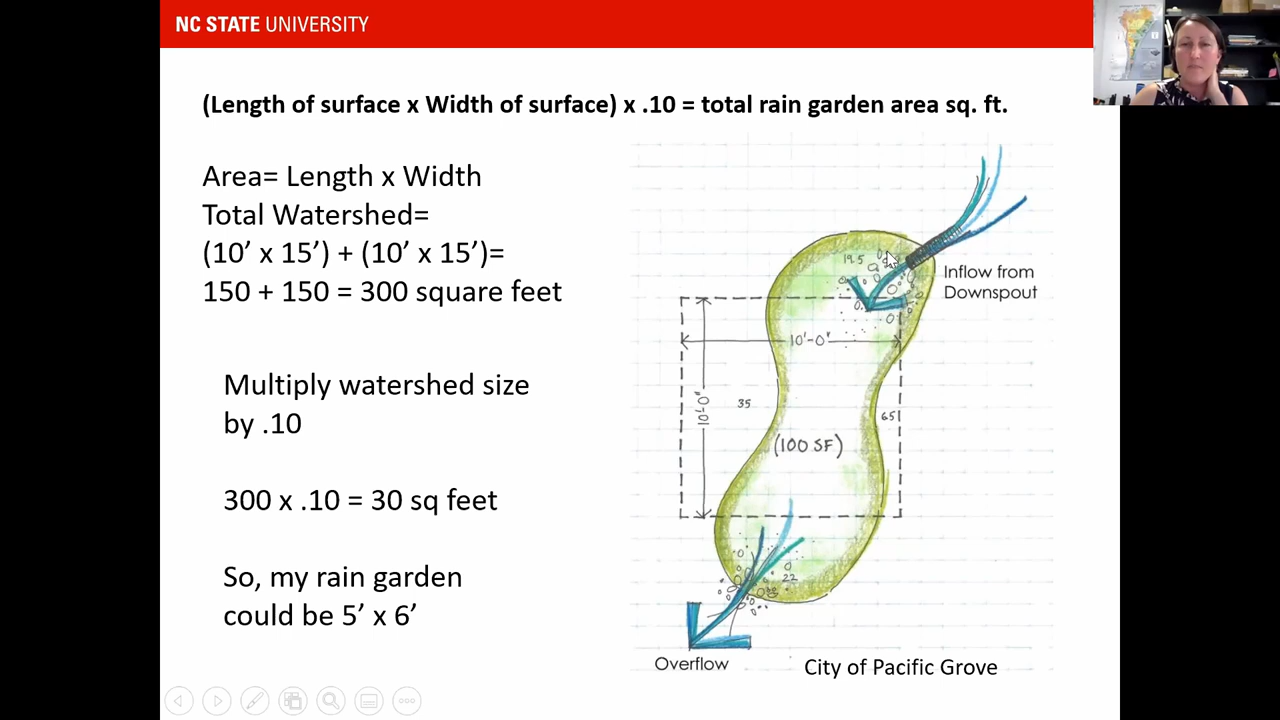 NC STATE UNIVERSITY
(Length of surface x Width of surface) x .10 = total rain garden area sq. ft.
Area= Length x Width
Total Watershed=
(10’ x 15’) + (10’ x 15’)=
150 + 150 = 300 square feet
Multiply watershed size
by .10
300 x .10 = 30 sq feet
So, my rain garden
could be 5’ x 6’
19.5
Inflow from
Downspout
10'-0"
10'-0"
35
65
(100 SF)
22
Overflow
City of Pacific Grove